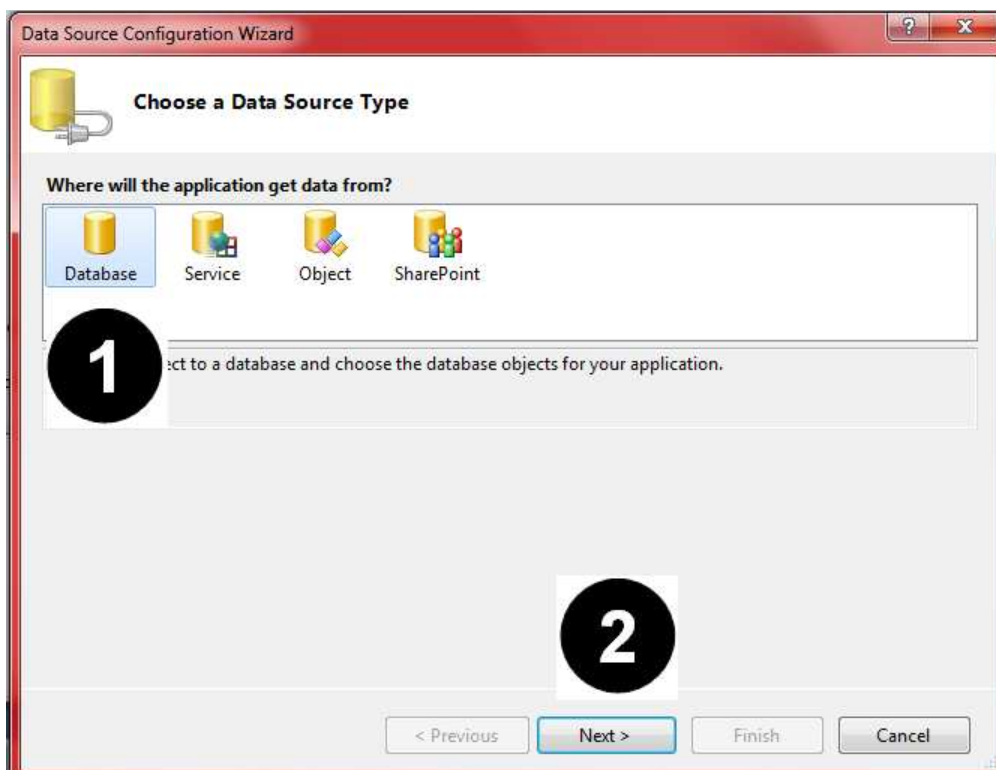 Data Source Configuration Wizard
Choose a Data Source Type
Where will the application get data from?
Database Service Object SharePoint
1
to a database and choose the database objects for your application.
2
< Previous Next > Finish Cancel